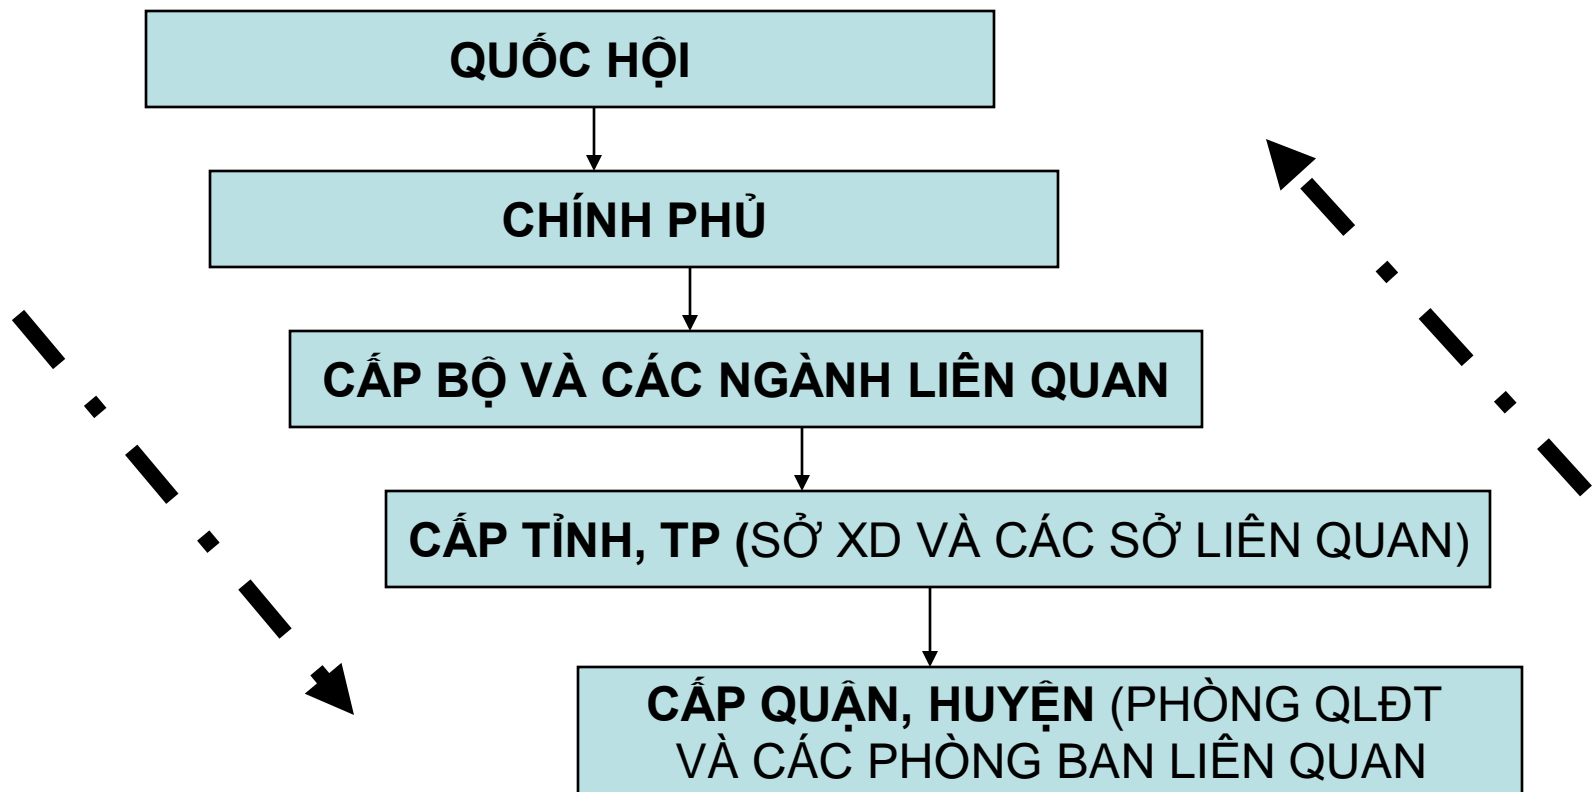 QUỐC HỘI
CHÍNH PHỦ
CẤP BỘ VÀ CÁC NGÀNH LIÊN QUAN
CẤP TỈNH, TP (SỞ XD VÀ CÁC SỞ LIÊN QUAN)
CẤP QUẬN, HUYỆN (PHÒNG QLĐT
VÀ CÁC PHÒNG BAN LIÊN QUAN